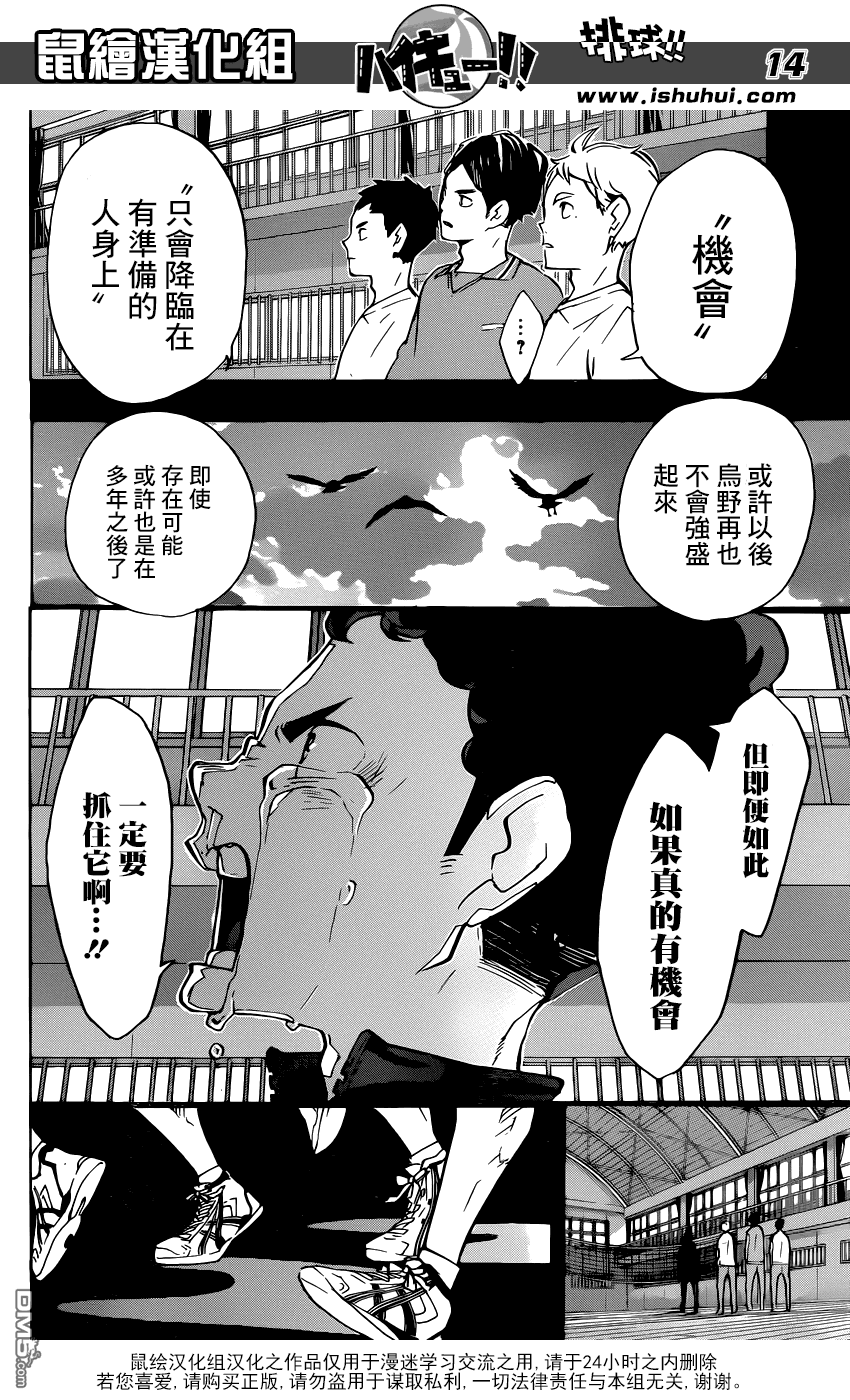 鼠繪漢化組
ハイキュー!!
排球!!
14
www.ishuhui.com
〝機會〞
…?
〝只會降臨在
有準備的
人身上〞
或許以後
烏野再也
不會強盛
起來
即使
存在可能
或許也是在
多年之後了
但即便如此
如果真的有機會
一定要
抓住它啊…!!
DM5.com
鼠绘汉化组汉化之作品仅用于漫迷学习交流之用,请于24小时之内删除
若您喜爱,请购买正版,请勿盗用于谋取私利,一切法律责任与本组无关,谢谢。